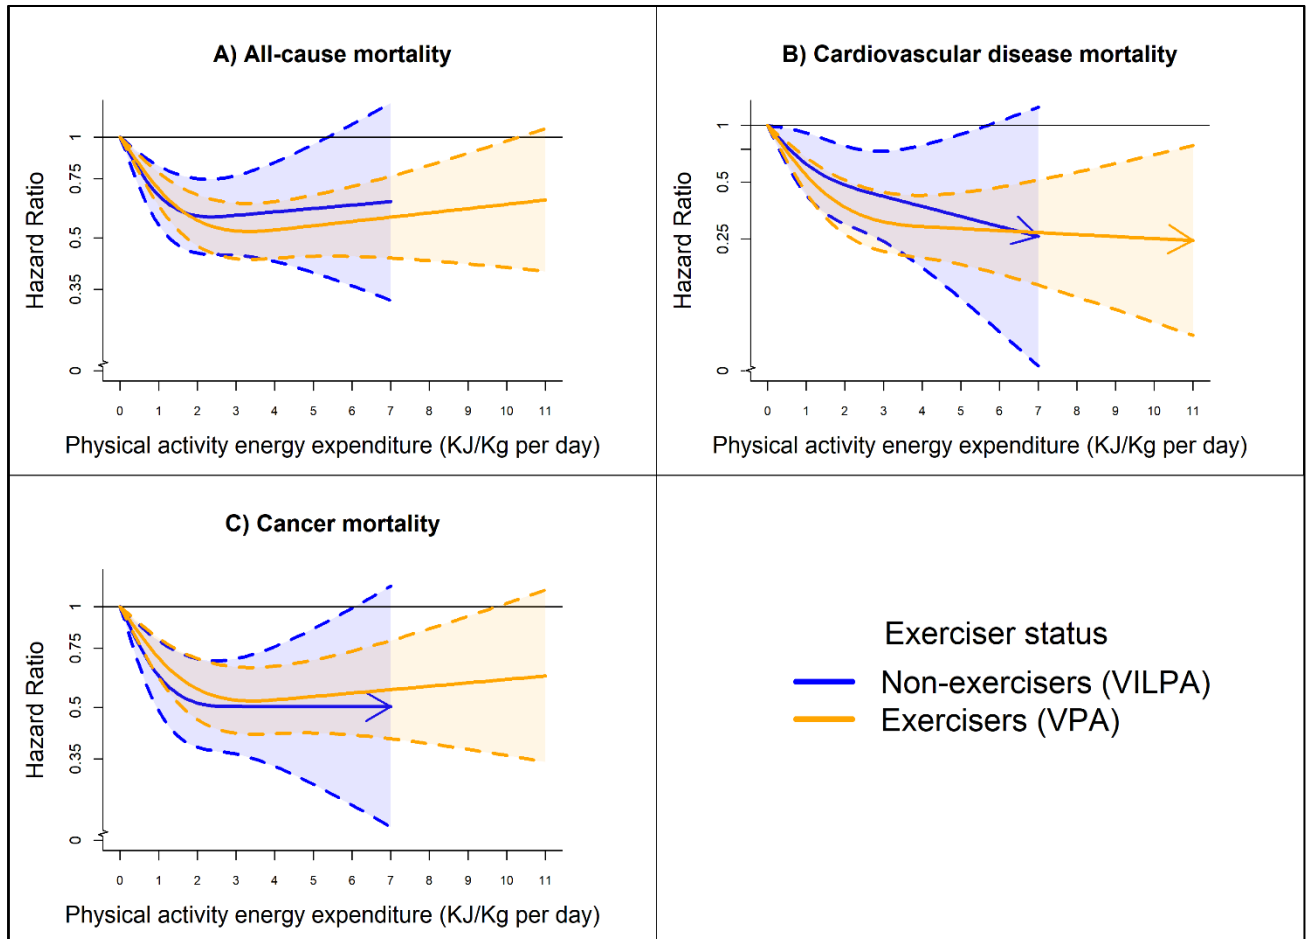 A) All-cause mortality
Hazard Ratio
1
0.75
0.5
0.35
0
0 1 2 3 4 5 6 7 8 9 10 11
Physical activity energy expenditure (KJ/Kg per day)
B) Cardiovascular disease mortality
Hazard Ratio
1
0.5
0.25
0
0 1 2 3 4 5 6 7 8 9 10 11
Physical activity energy expenditure (KJ/Kg per day)
C) Cancer mortality
Hazard Ratio
1
0.75
0.5
0.35
0
0 1 2 3 4 5 6 7 8 9 10 11
Physical activity energy expenditure (KJ/Kg per day)
Exerciser status
Non-exercisers (VILPA)
Exercisers (VPA)